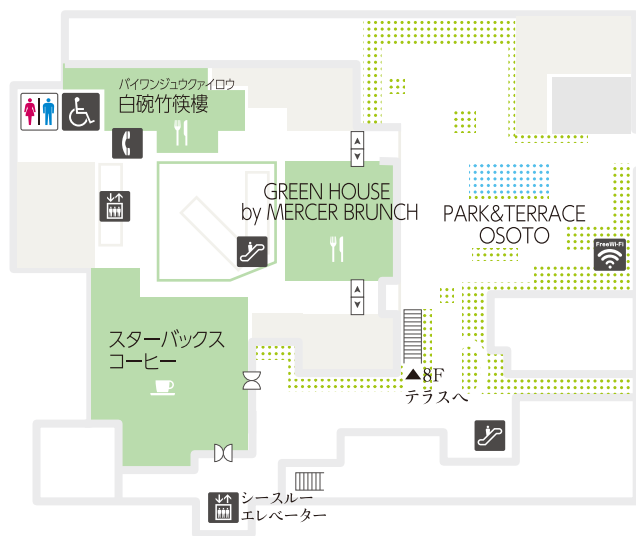 バイワンジュウクァイロウ
白碗竹筷樓
GREEN HOUSE
by MERCER BRUNCH
PARK&TERRACE
OSOTO
FreeWi-Fi
スターバックス
コーヒー
▲8F
テラスへ
シースルー
エレベーター